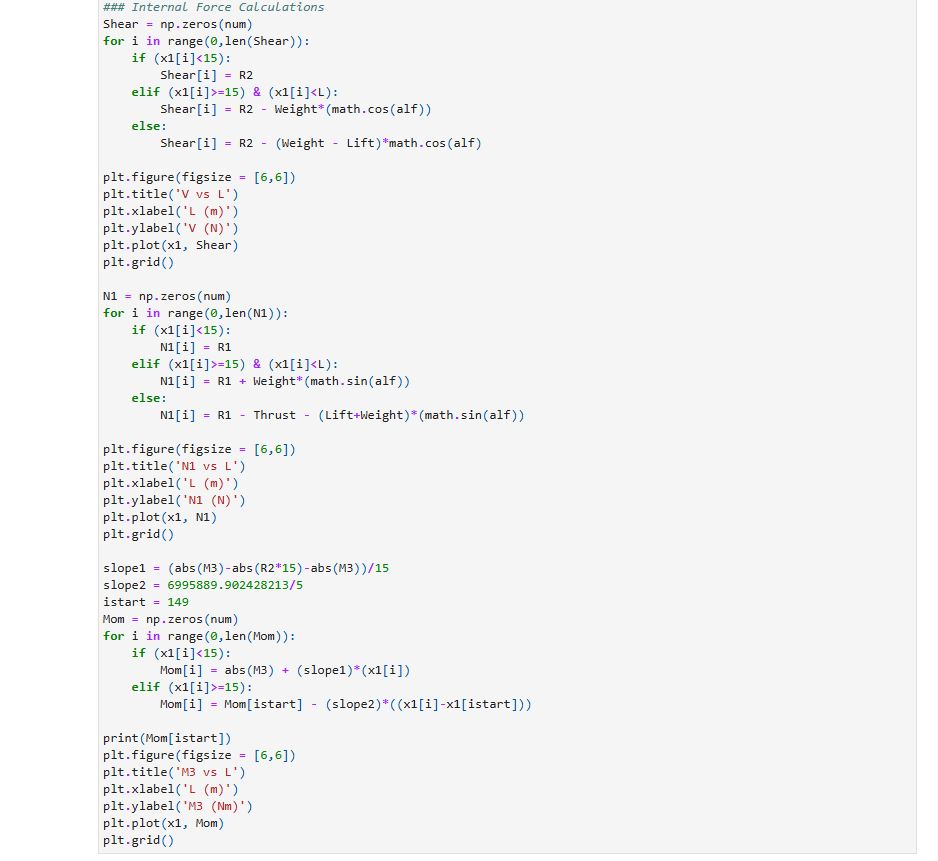 ### Internal Force Calculations
Shear = np.zeros(num)
for i in range(0,len(Shear)):
    if (x1[i]<15):
        Shear[i] = R2
    elif (x1[i]>=15) & (x1[i]<L):
        Shear[i] = R2 - Weight*(math.cos(alf))
    else:
        Shear[i] = R2 - (Weight - Lift)*math.cos(alf)

plt.figure(figsize = [6,6])
plt.title('V vs L')
plt.xlabel('L (m)')
plt.ylabel('V (N)')
plt.plot(x1, Shear)
plt.grid()

N1 = np.zeros(num)
for i in range(0,len(N1)):
    if (x1[i]<15):
        N1[i] = R1
    elif (x1[i]>=15) & (x1[i]<L):
        N1[i] = R1 + Weight*(math.sin(alf))
    else:
        N1[i] = R1 - Thrust - (Lift+Weight)*(math.sin(alf))

plt.figure(figsize = [6,6])
plt.title('N1 vs L')
plt.xlabel('L (m)')
plt.ylabel('N1 (N)')
plt.plot(x1, N1)
plt.grid()

slope1 = (abs(M3)-abs(R2*15)-abs(M3))/15
slope2 = 6995889.902428213/5
istart = 149
Mom = np.zeros(num)
for i in range(0,len(Mom)):
    if (x1[i]<15):
        Mom[i] = abs(M3) + (slope1)*(x1[i])
    elif (x1[i]>=15):
        Mom[i] = Mom[istart] - (slope2)*((x1[i]-x1[istart]))

print(Mom[istart])
plt.figure(figsize = [6,6])
plt.title('M3 vs L')
plt.xlabel('L (m)')
plt.ylabel('M3 (Nm)')
plt.plot(x1, Mom)
plt.grid()